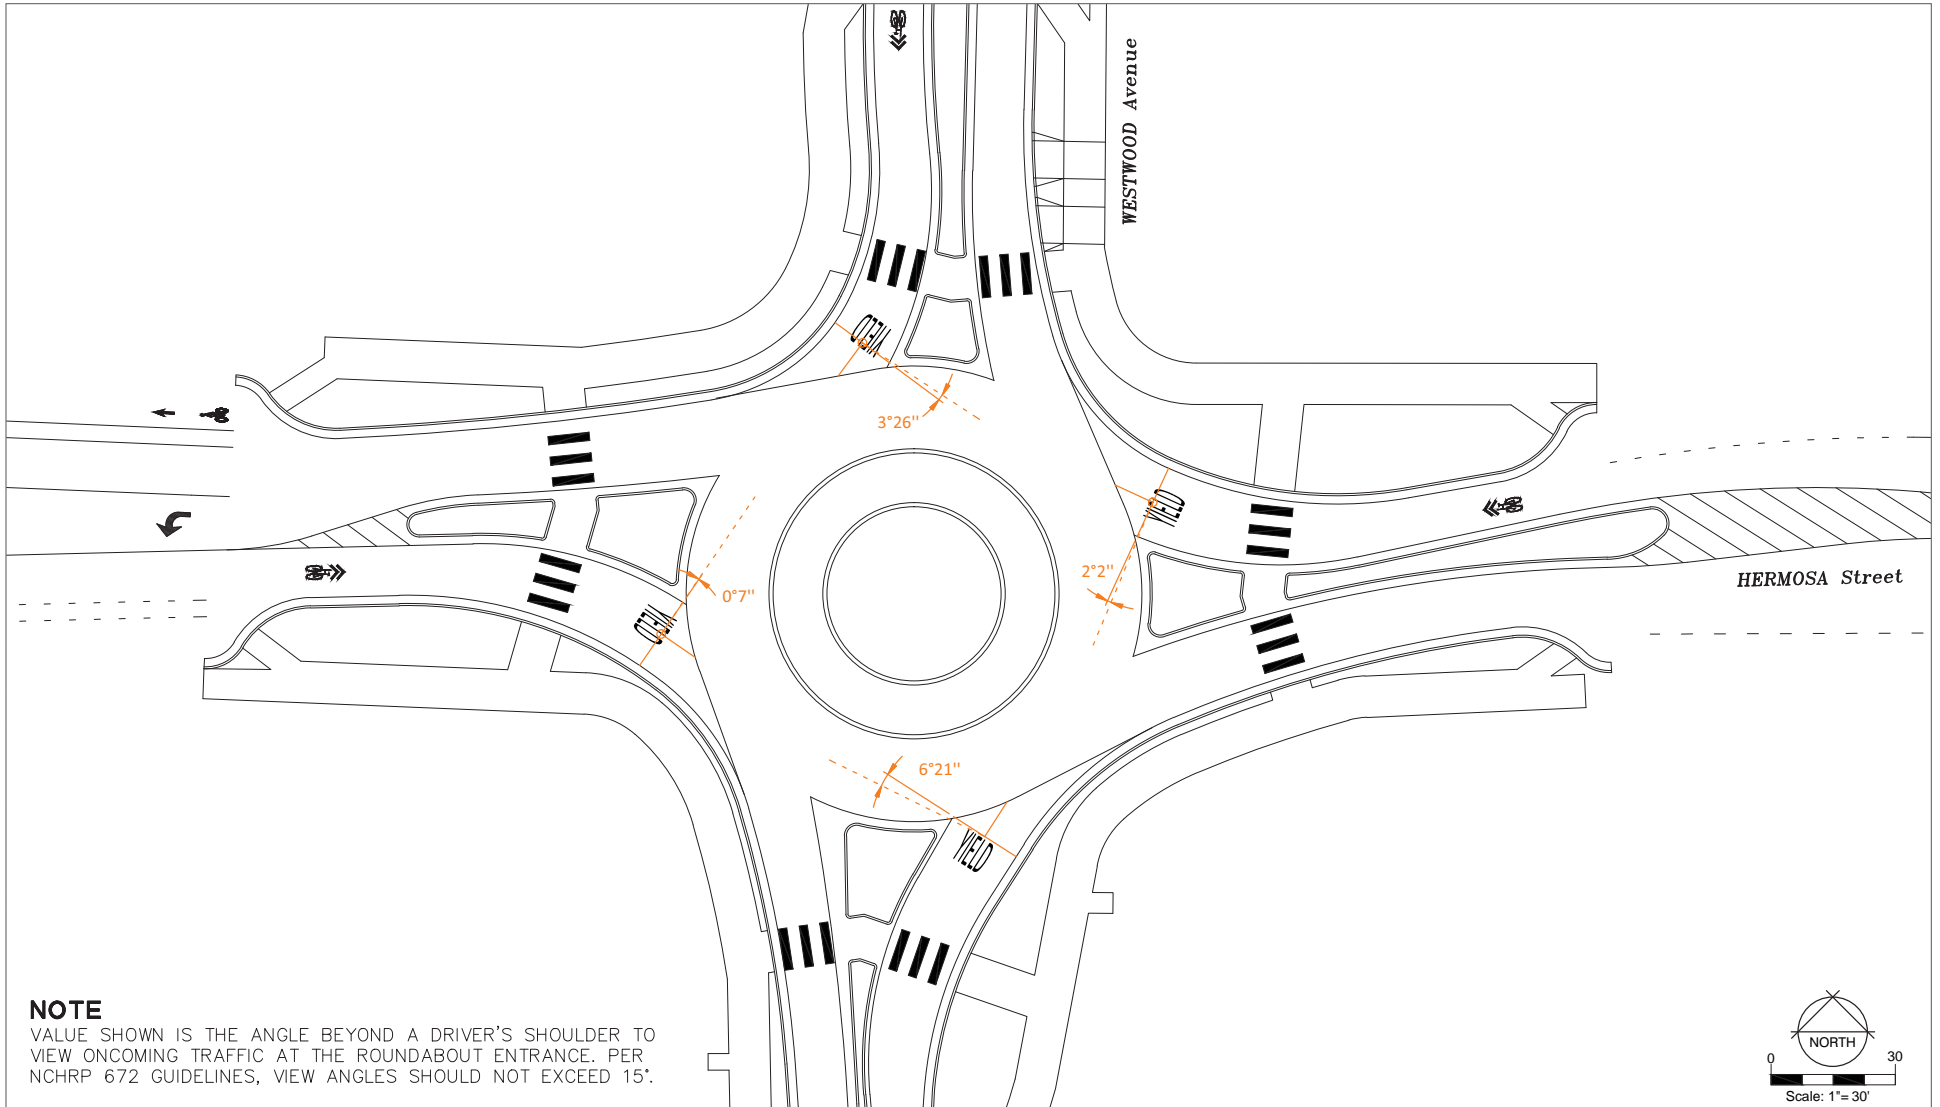 WESTWOOD Avenue
YIELD
3°26''
YIELD
2°2''
HERMOSA Street
0°7''
YIELD
6°21''
YIELD
NOTE
VALUE SHOWN IS THE ANGLE BEYOND A DRIVER'S SHOULDER TO
VIEW ONCOMING TRAFFIC AT THE ROUNDABOUT ENTRANCE. PER
NCHRP 672 GUIDELINES, VIEW ANGLES SHOULD NOT EXCEED 15°.
NORTH
0 30
Scale: 1"= 30'